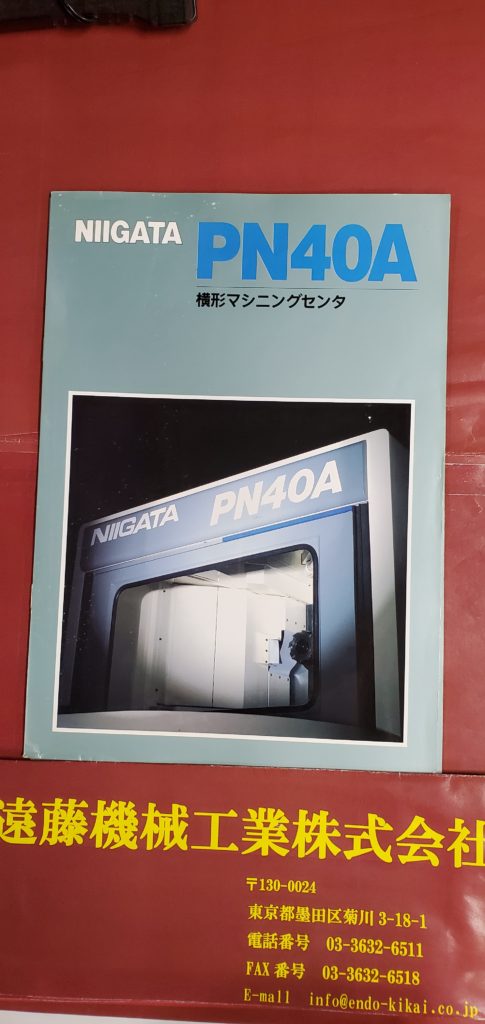 NIIGATA PN40A
横形マシニングセンタ
NIIGATA PN40A
遠藤機械工業株式会社
〒130-0024
東京都墨田区菊川 3-18-1
電話番号 03-3632-6511
FAX 番号 03-3632-6518
E-mail info@endo-kikai.co.jp